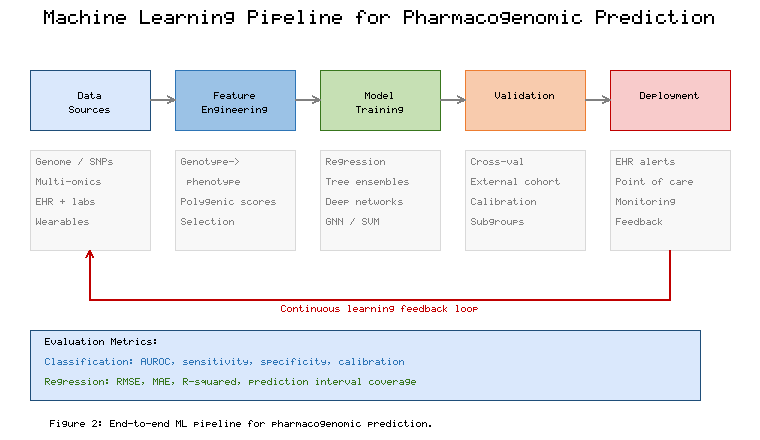 Machine Learning Pipeline for Pharmacogenomic Prediction
Data
Sources
Feature
Engineering
Model
Training
Validation
Deployment
Genome / SNPs
Multi-omics
EHR + labs
Wearables
Genotype->
phenotype
Polygenic scores
Selection
Regression
Tree ensembles
Deep networks
GNN / SVM
Cross-val
External cohort
Calibration
Subgroups
EHR alerts
Point of care
Monitoring
Feedback
Continuous learning feedback loop
Evaluation Metrics:
Classification: AUROC, sensitivity, specificity, calibration
Regression: RMSE, MAE, R-squared, prediction interval coverage
Figure 2: End-to-end ML pipeline for pharmacogenomic prediction.